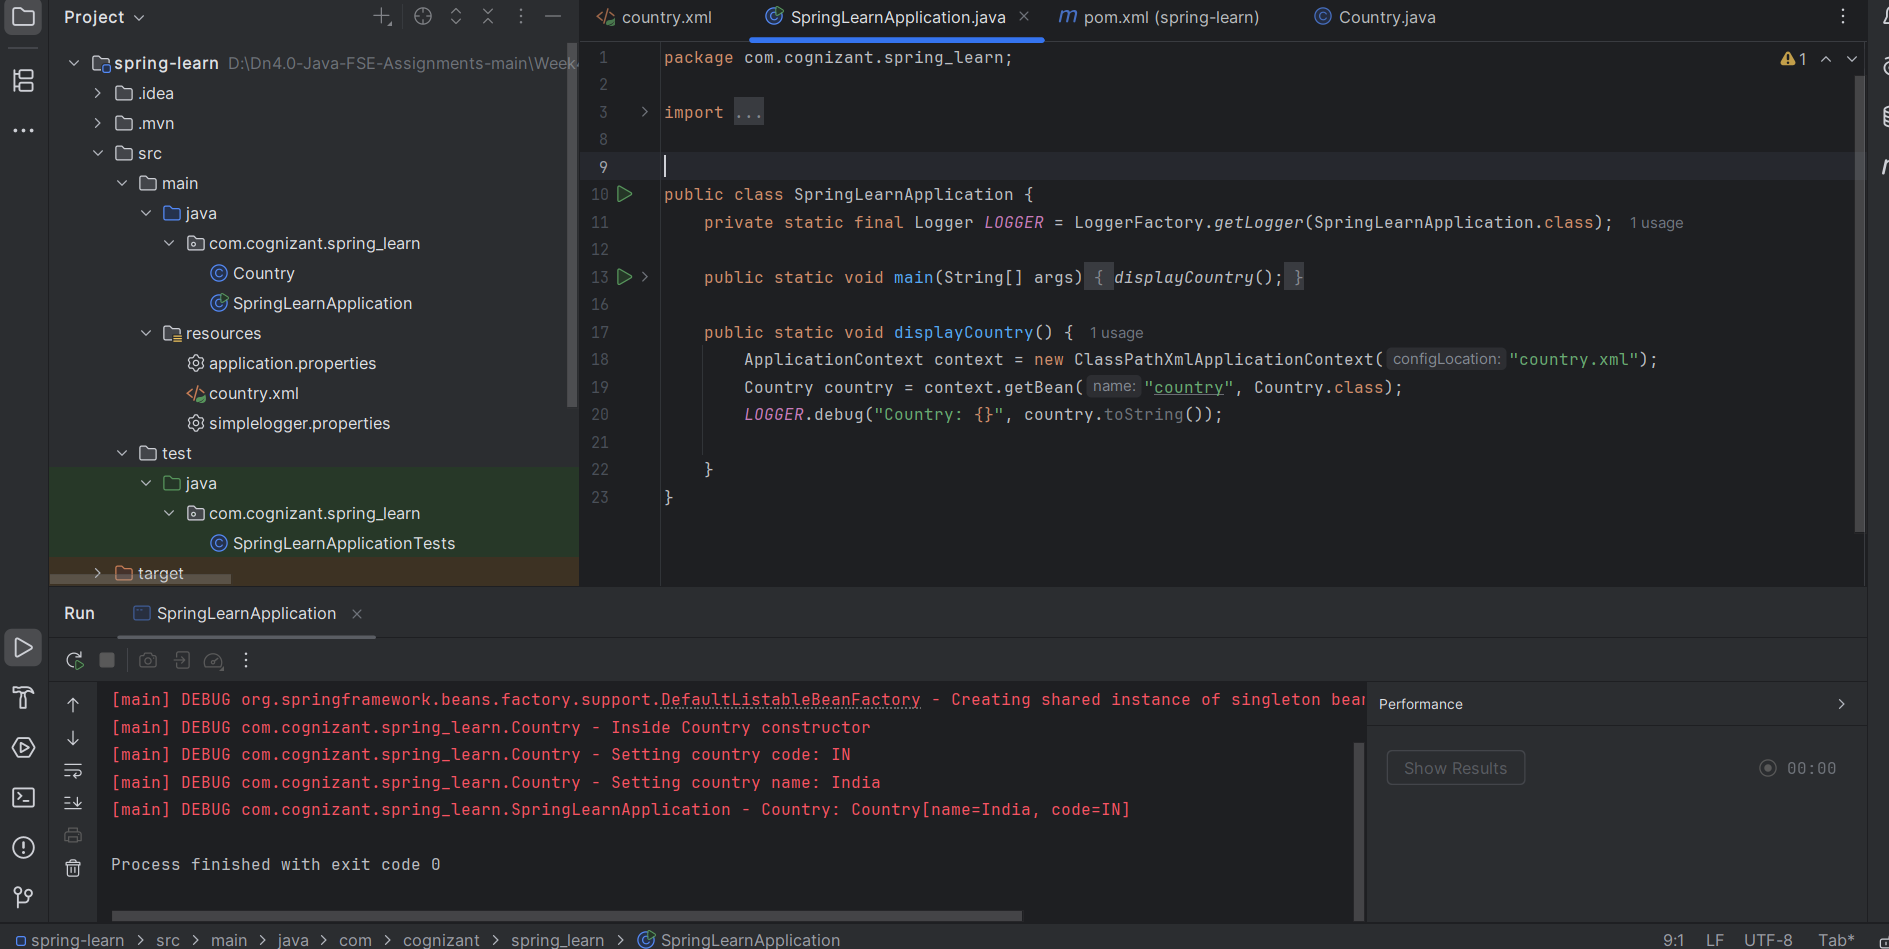 Project
spring-learn D:\Dn4.0-Java-FSE-Assignments-main\Week
.idea
.mvn
src
main
java
com.cognizant.spring_learn
Country
SpringLearnApplication
resources
application.properties
country.xml
simplelogger.properties
test
java
com.cognizant.spring_learn
SpringLearnApplicationTests
target
country.xml SpringLearnApplication.java pom.xml (spring-learn) Country.java
1 package com.cognizant.spring_learn; 1
2
3 import ...
8
9
10 public class SpringLearnApplication {
11 private static final Logger LOGGER = LoggerFactory.getLogger(SpringLearnApplication.class); 1 usage
12
13 public static void main(String[] args) { displayCountry(); }
16
17 public static void displayCountry() { 1 usage
18 ApplicationContext context = new ClassPathXmlApplicationContext( configLocation: "country.xml");
19 Country country = context.getBean( name: "country", Country.class);
20 LOGGER.debug("Country: {}", country.toString());
21
22 }
23 }
Run SpringLearnApplication
[main] DEBUG org.springframework.beans.factory.support.DefaultListableBeanFactory - Creating shared instance of singleton bean
[main] DEBUG com.cognizant.spring_learn.Country - Inside Country constructor
[main] DEBUG com.cognizant.spring_learn.Country - Setting country code: IN
[main] DEBUG com.cognizant.spring_learn.Country - Setting country name: India
[main] DEBUG com.cognizant.spring_learn.SpringLearnApplication - Country: Country[name=India, code=IN]
Process finished with exit code 0
Performance
Show Results 00:00
spring-learn > src > main > java > com > cognizant > spring_learn > SpringLearnApplication 9:1 LF UTF-8 Tab*